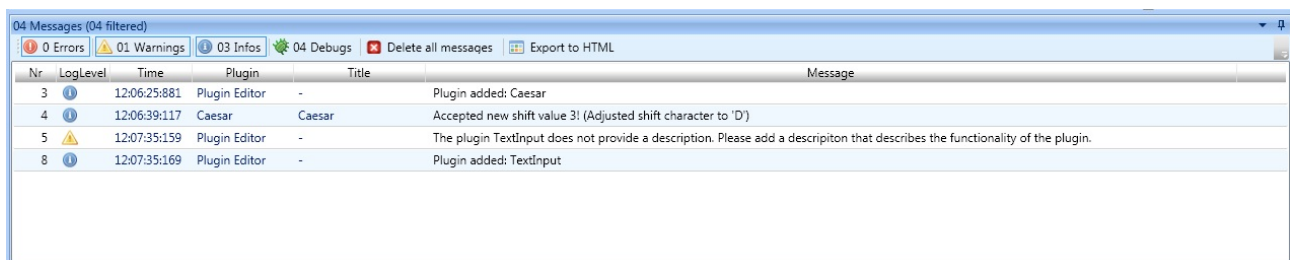 04 Messages (04 filtered)
0 Errors 01 Warnings 03 Infos 04 Debugs Delete all messages Export to HTML
Nr LogLevel Time Plugin Title Message
3 12:06:25:881 Plugin Editor - Plugin added: Caesar
4 12:06:39:117 Caesar Caesar Accepted new shift value 3! (Adjusted shift character to 'D')
5 12:07:35:159 Plugin Editor - The plugin TextInput does not provide a description. Please add a descripiton that describes the functionality of the plugin.
8 12:07:35:169 Plugin Editor - Plugin added: TextInput